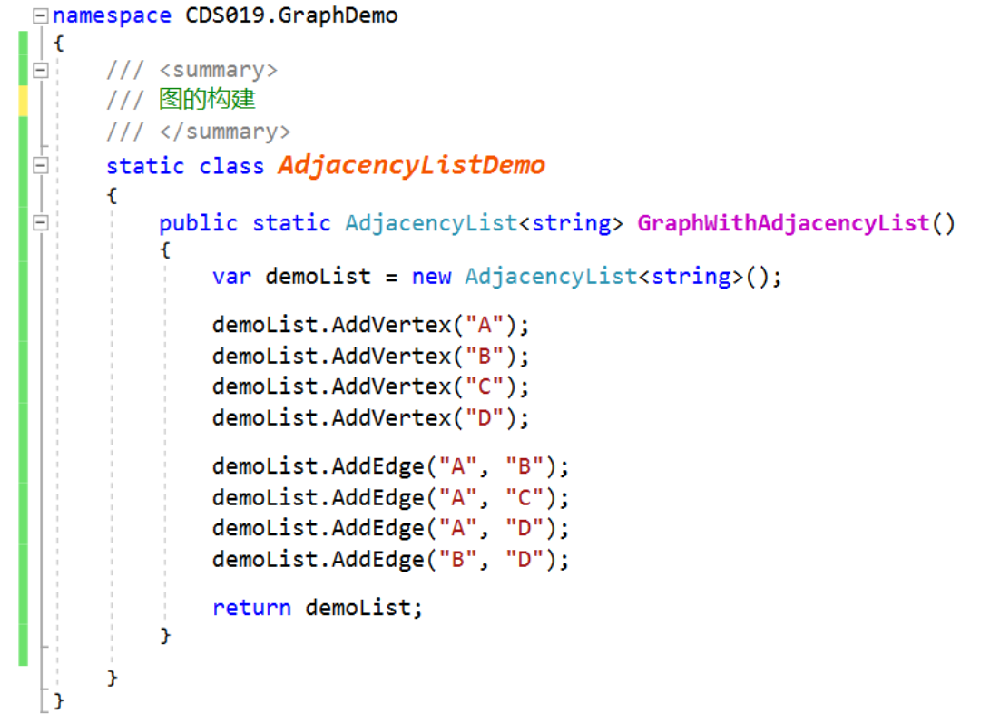 namespace CDS019.GraphDemo
{
/// <summary>
/// 图的构建
/// </summary>
static class AdjacencyListDemo
{
public static AdjacencyList<string> GraphWithAdjacencyList()
{
var demoList = new AdjacencyList<string>();
demoList.AddVertex("A");
demoList.AddVertex("B");
demoList.AddVertex("C");
demoList.AddVertex("D");
demoList.AddEdge("A", "B");
demoList.AddEdge("A", "C");
demoList.AddEdge("A", "D");
demoList.AddEdge("B", "D");
return demoList;
}
}
}